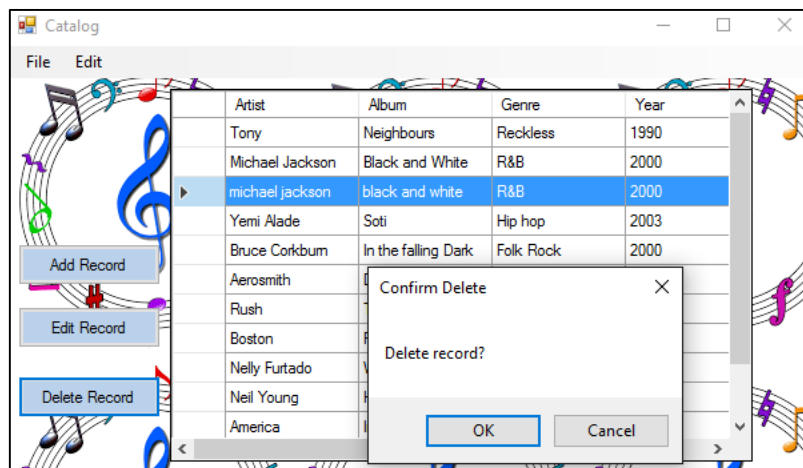 Catalog
File Edit
Artist Album Genre Year
Tony Neighbours Reckless 1990
Michael Jackson Black and White R&B 2000
michael jackson black and white R&B 2000
Yemi Alade Soti Hip hop 2003
Bruce Corkburn In the falling Dark Folk Rock 2000
Aerosmith
Rush
Boston
Nelly Furtado
Neil Young
America
Add Record
Edit Record
Delete Record
Confirm Delete
Delete record?
OK Cancel